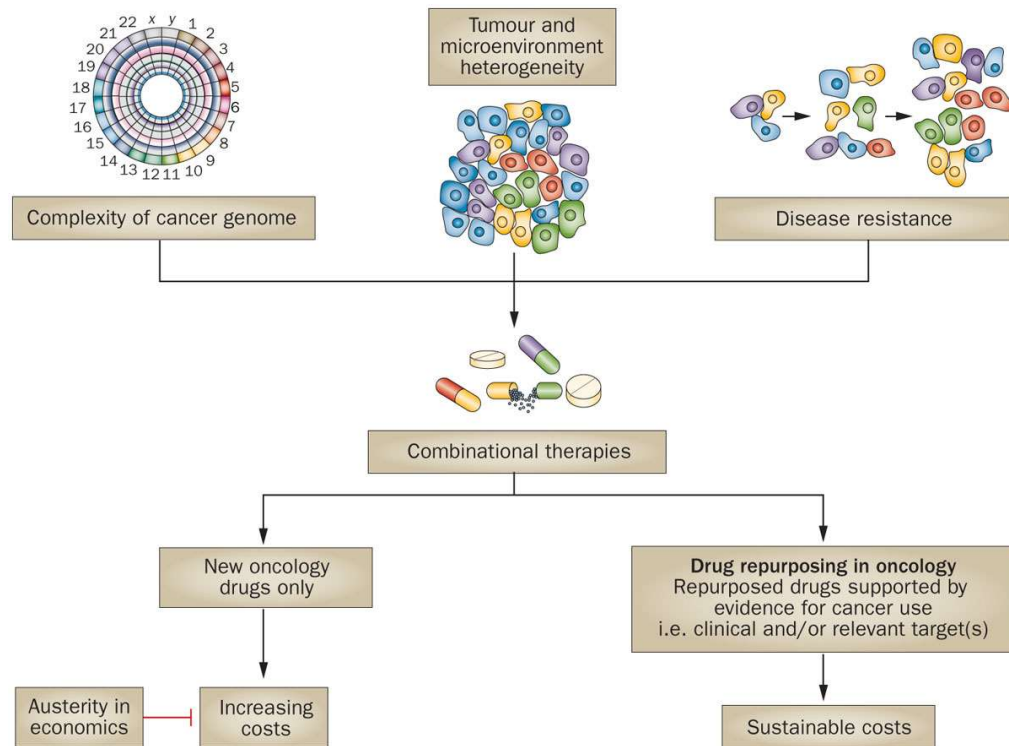 22
x
y
1
21
2
20
3
19
4
18
5
17
6
16
7
15
8
14
9
13
12
11
10
Complexity of cancer genome
Tumour and
microenvironment
heterogeneity
Disease resistance
Combinational therapies
New oncology
drugs only
Drug repurposing in oncology
Repurposed drugs supported by
evidence for cancer use
i.e. clinical and/or relevant target(s)
Austerity in
economics
Increasing
costs
Sustainable costs